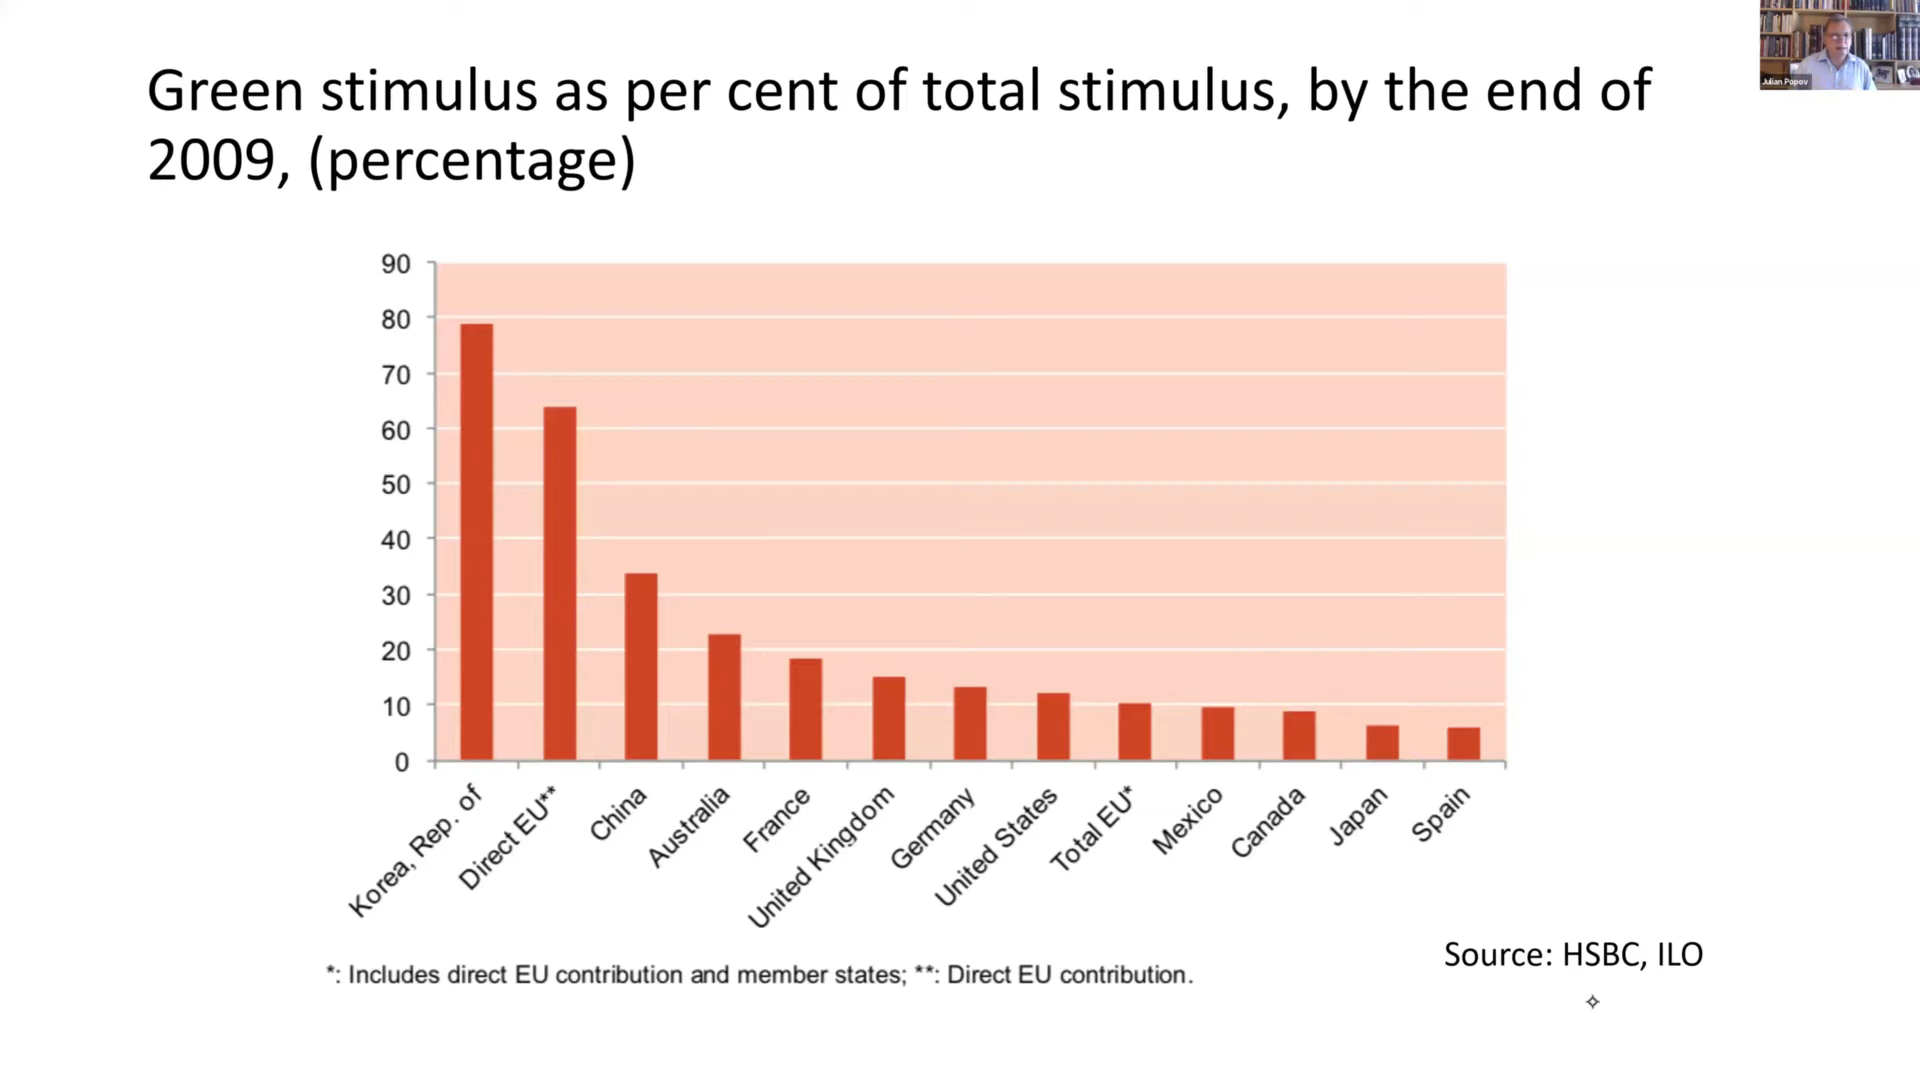 Green stimulus as per cent of total stimulus, by the end of
2009, (percentage)
Julian Popov
90
80
70
60
50
40
30
20
10
0
Korea, Rep. of
Direct EU**
China
Australia
France
United Kingdom
Germany
United States
Total EU*
Mexico
Canada
Japan
Spain
Source: HSBC, ILO
*: Includes direct EU contribution and member states; **: Direct EU contribution.